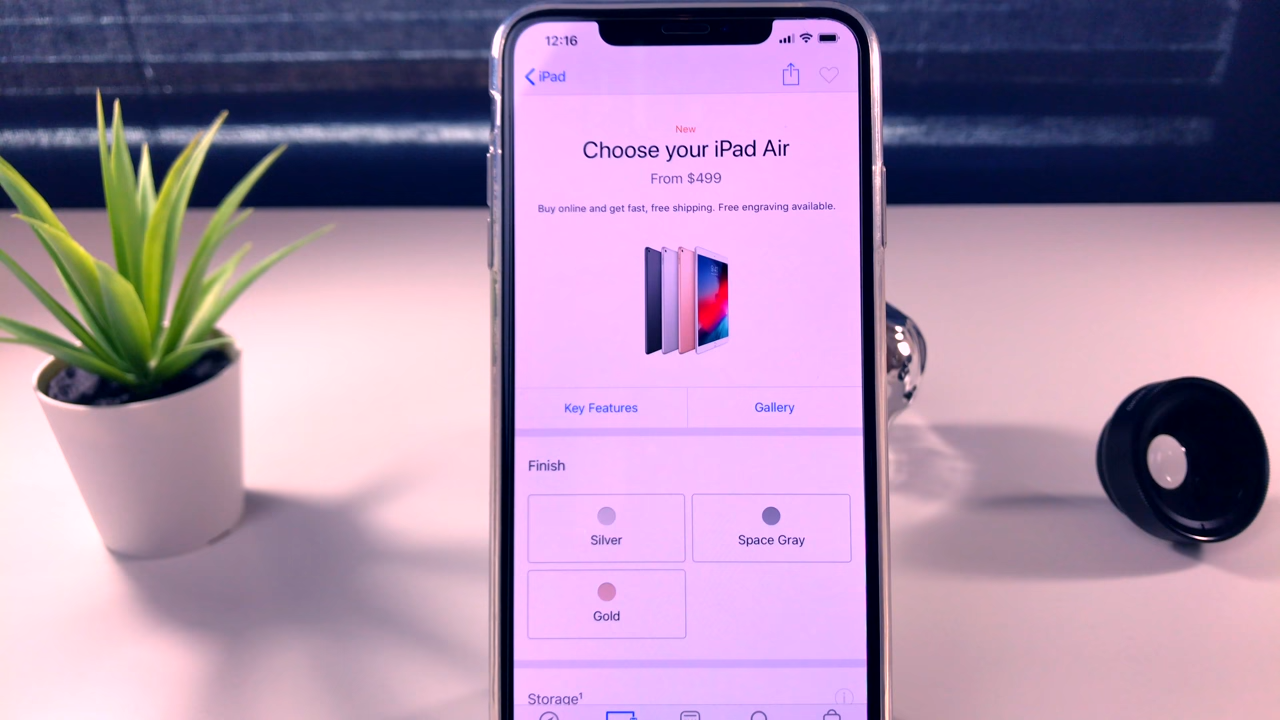 12:16
iPad
New
Choose your iPad Air
From $499
Buy online and get fast, free shipping. Free engraving available.
Key Features
Gallery
Finish
Silver
Space Gray
Gold
Storage¹